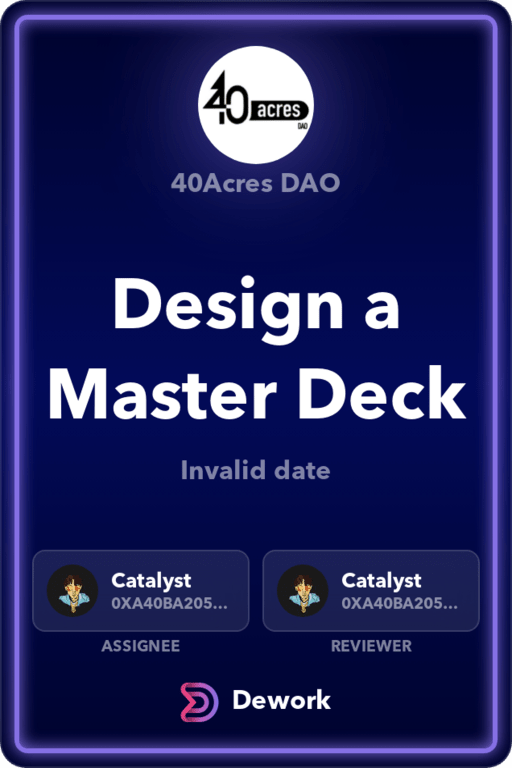 40 acres
DAO
40Acres DAO
Design a
Master Deck
Invalid date
Catalyst
0XA40BA205...
Catalyst
0XA40BA205...
ASSIGNEE
REVIEWER
Dework